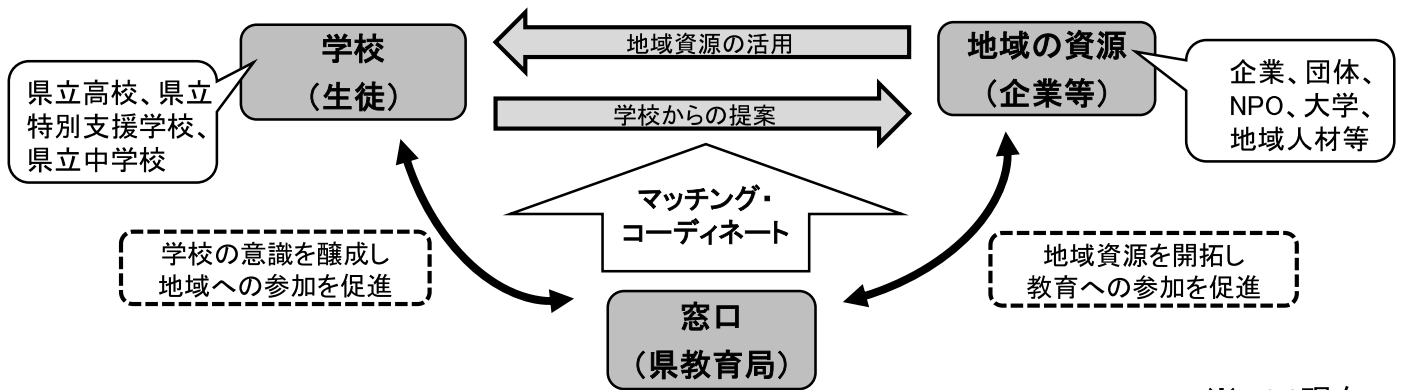 学校
（生徒）
地域資源の活用
学校からの提案
地域の資源
（企業等）
県立高校、県立
特別支援学校、
県立中学校
企業、団体、
NPO、大学、
地域人材等
マッチング・
コーディネート
学校の意識を醸成し
地域への参加を促進
地域資源を開拓し
教育への参加を促進
窓口
（県教育局）